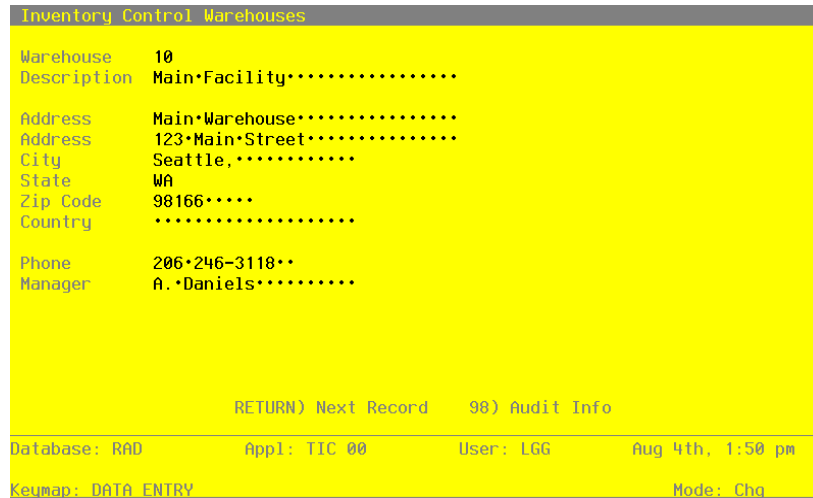 Inventory Control Warehouses
Warehouse 10
Description Main•Facility•••••••••••••••••
Address Main•Warehouse••••••••••••••••
Address 123•Main•Street•••••••••••••••
City Seattle,••••••••••••
State WA
Zip Code 98166•••••
Country ••••••••••••••••••••
Phone 206•246-3118••
Manager A.•Daniels••••••••••
RETURN) Next Record 98) Audit Info
Database: RAD Appl: TIC 00 User: LGG Aug 4th, 1:50 pm
Keymap: DATA ENTRY Mode: Chg